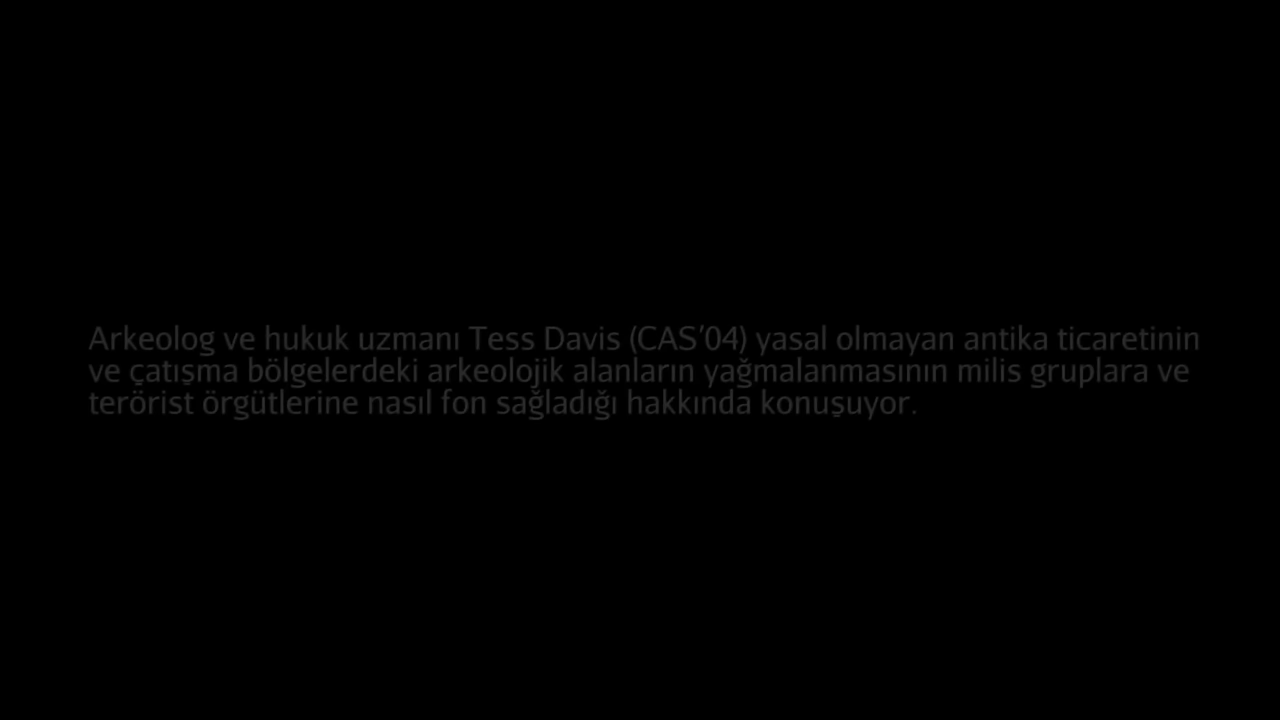 Arkeolog ve hukuk uzmanı Tess Davis (CAS’04) yasal olmayan antika ticaretinin
ve çatışma bölgelerdeki arkeolojik alanların yağmalanmasının milis gruplara ve
terörist örgütlerine nasıl fon sağladığı hakkında konuşuyor.